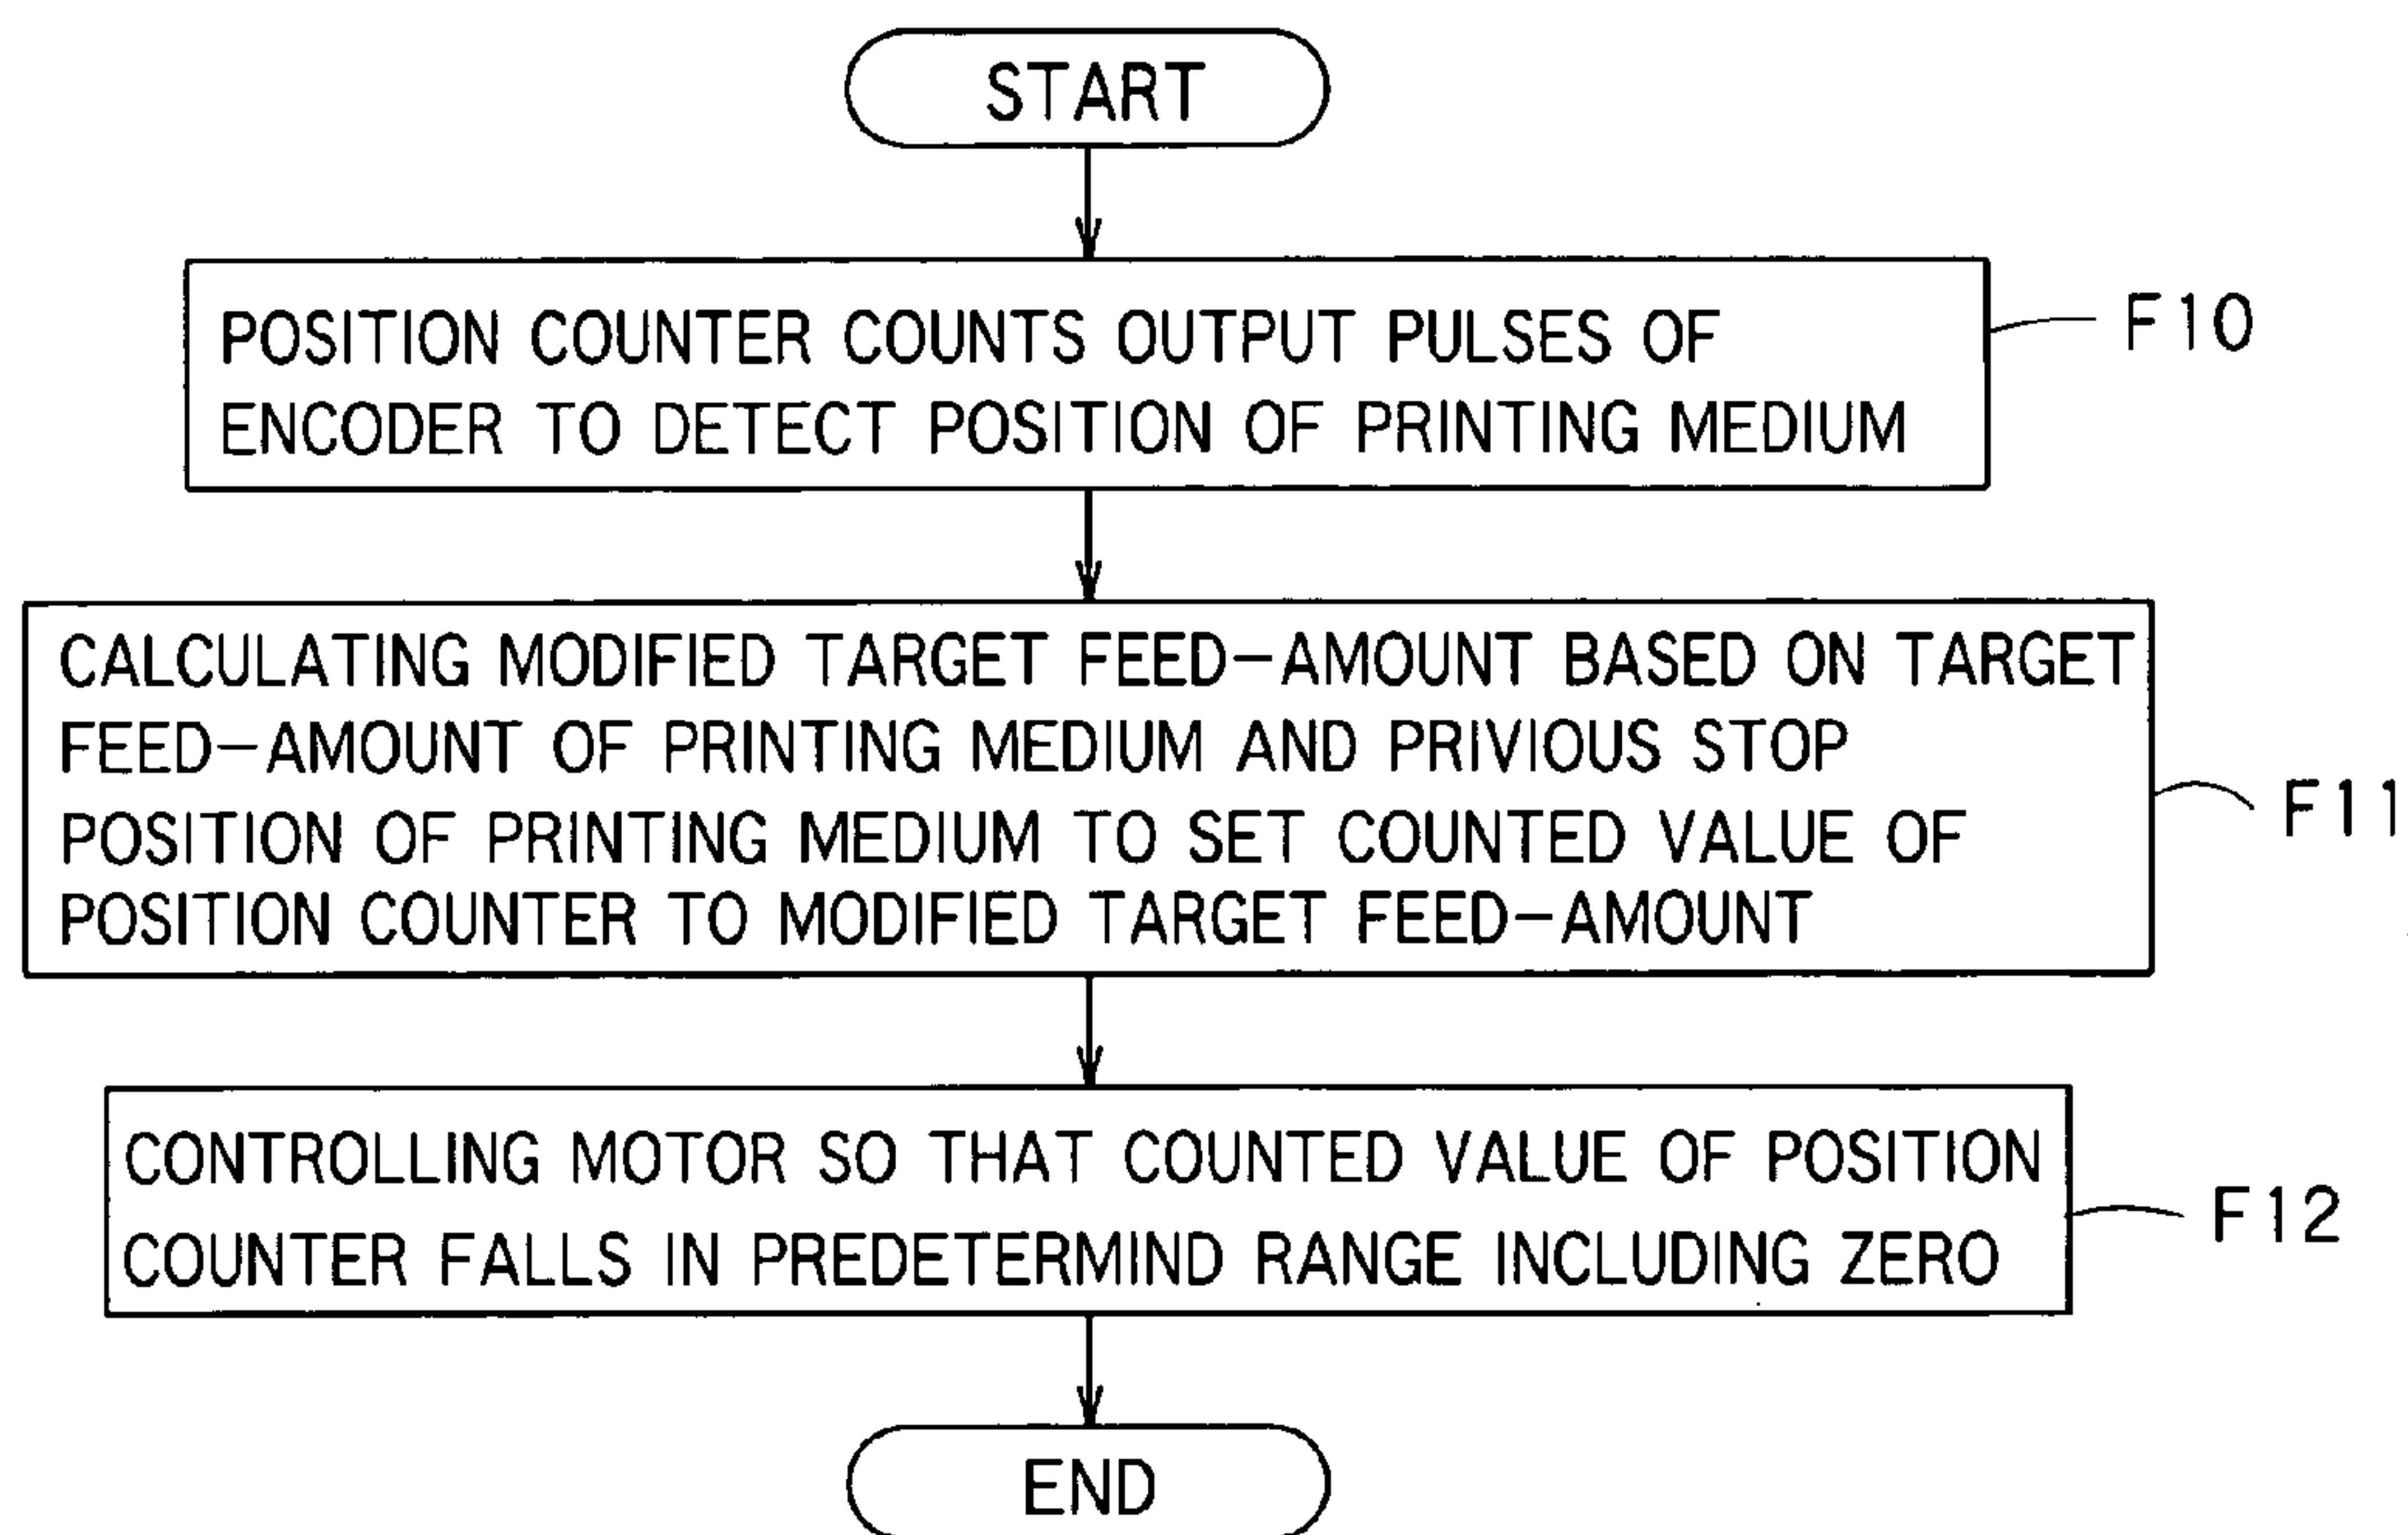 START
POSITION COUNTER COUNTS OUTPUT PULSES OF
ENCODER TO DETECT POSITION OF PRINTING MEDIUM
F10
CALCULATING MODIFIED TARGET FEED-AMOUNT BASED ON TARGET
FEED-AMOUNT OF PRINTING MEDIUM AND PRIVIOUS STOP
POSITION OF PRINTING MEDIUM TO SET COUNTED VALUE OF
POSITION COUNTER TO MODIFIED TARGET FEED-AMOUNT
F11
CONTROLLING MOTOR SO THAT COUNTED VALUE OF POSITION
COUNTER FALLS IN PREDETERMIND RANGE INCLUDING ZERO
F12
END